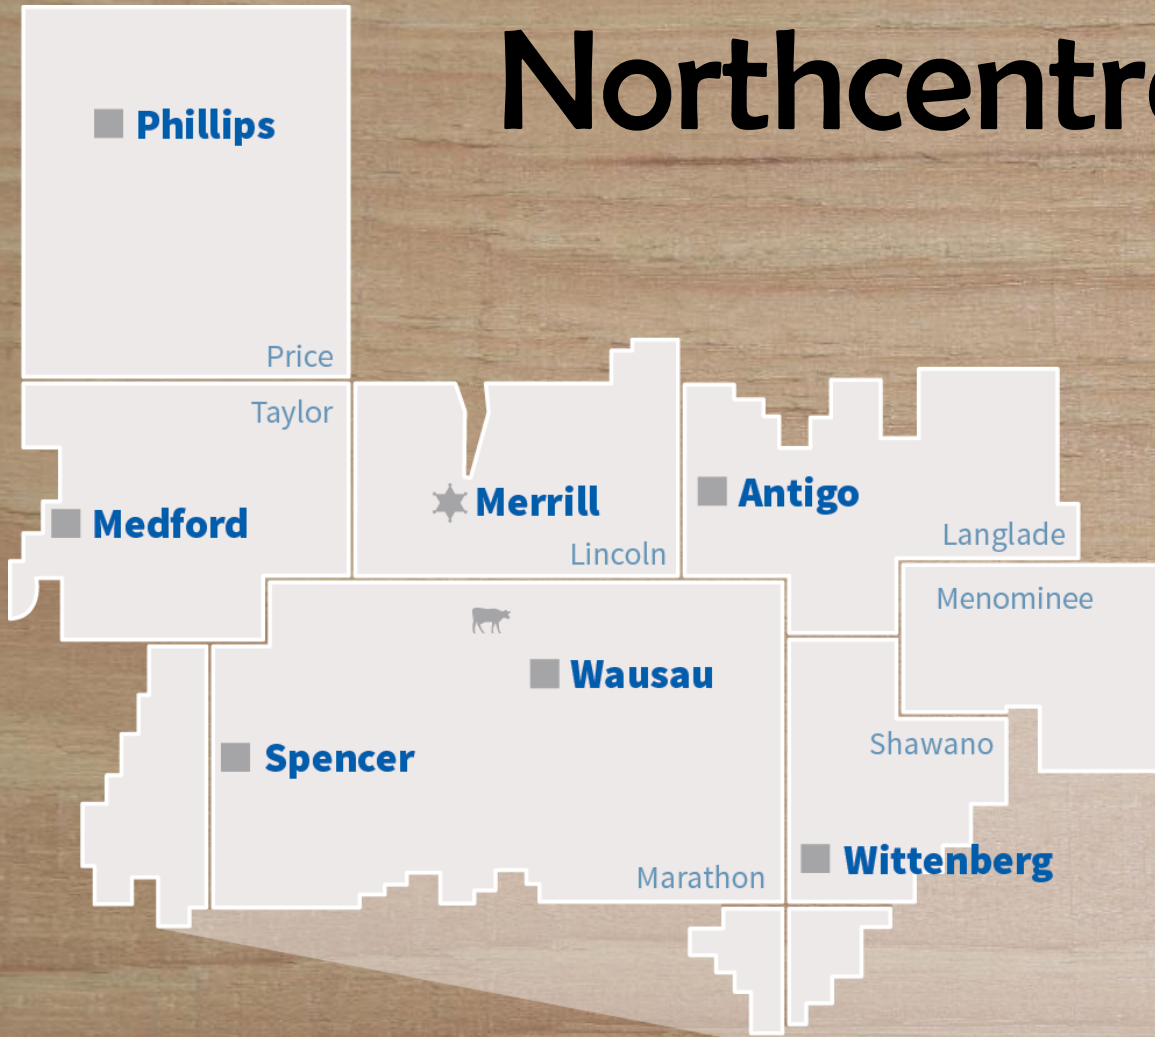 Northcentr
Phillips
Price
Taylor
Medford
Merrill
Lincoln
Antigo
Langlade
Menominee
Wausau
Spencer
Marathon
Shawano
Wittenberg